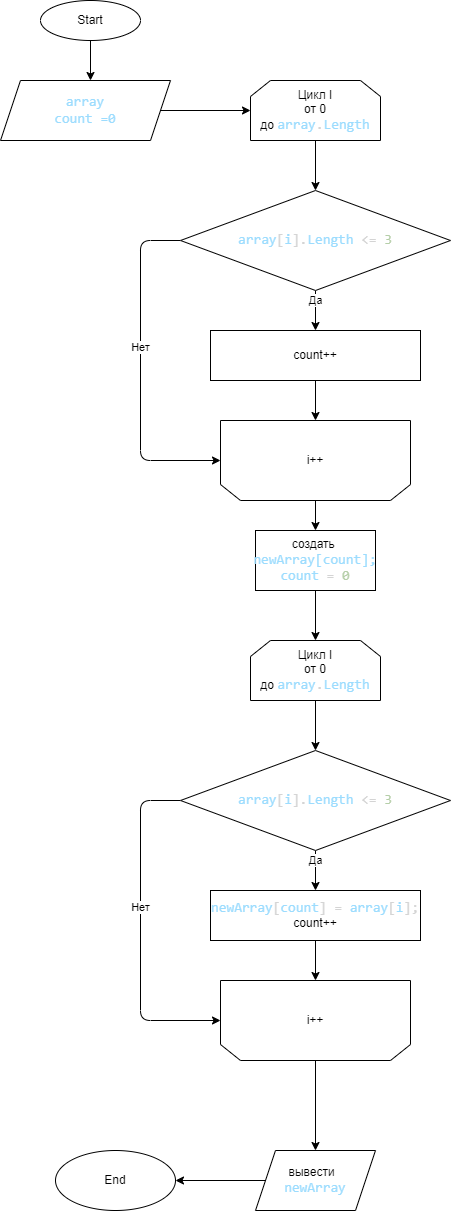 Start
array
count =0
Цикл I
от 0
до array.Length
array[i].Length <= 3
Да
Нет
count++
i++
создать
newArray[count];
count = 0
Цикл I
от 0
до array.Length
array[i].Length <= 3
Да
Нет
newArray[count] = array[i];
count++
i++
вывести
newArray
End